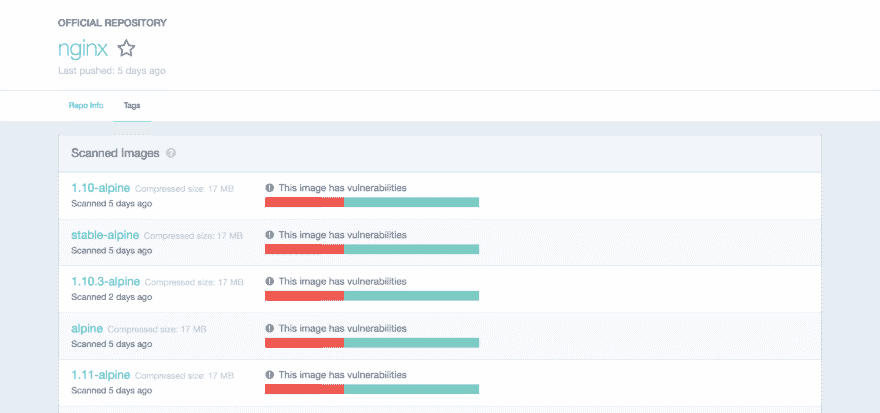 OFFICIAL REPOSITORY
nginx
Last pushed: 5 days ago
Repo Info Tags
Scanned Images
1.10-alpine Compressed size: 17 MB
Scanned 5 days ago
This image has vulnerabilities
stable-alpine Compressed size: 17 MB
Scanned 5 days ago
This image has vulnerabilities
1.10.3-alpine Compressed size: 17 MB
Scanned 2 days ago
This image has vulnerabilities
alpine Compressed size: 17 MB
Scanned 5 days ago
This image has vulnerabilities
1.11-alpine Compressed size: 17 MB
Scanned 5 days ago
This image has vulnerabilities